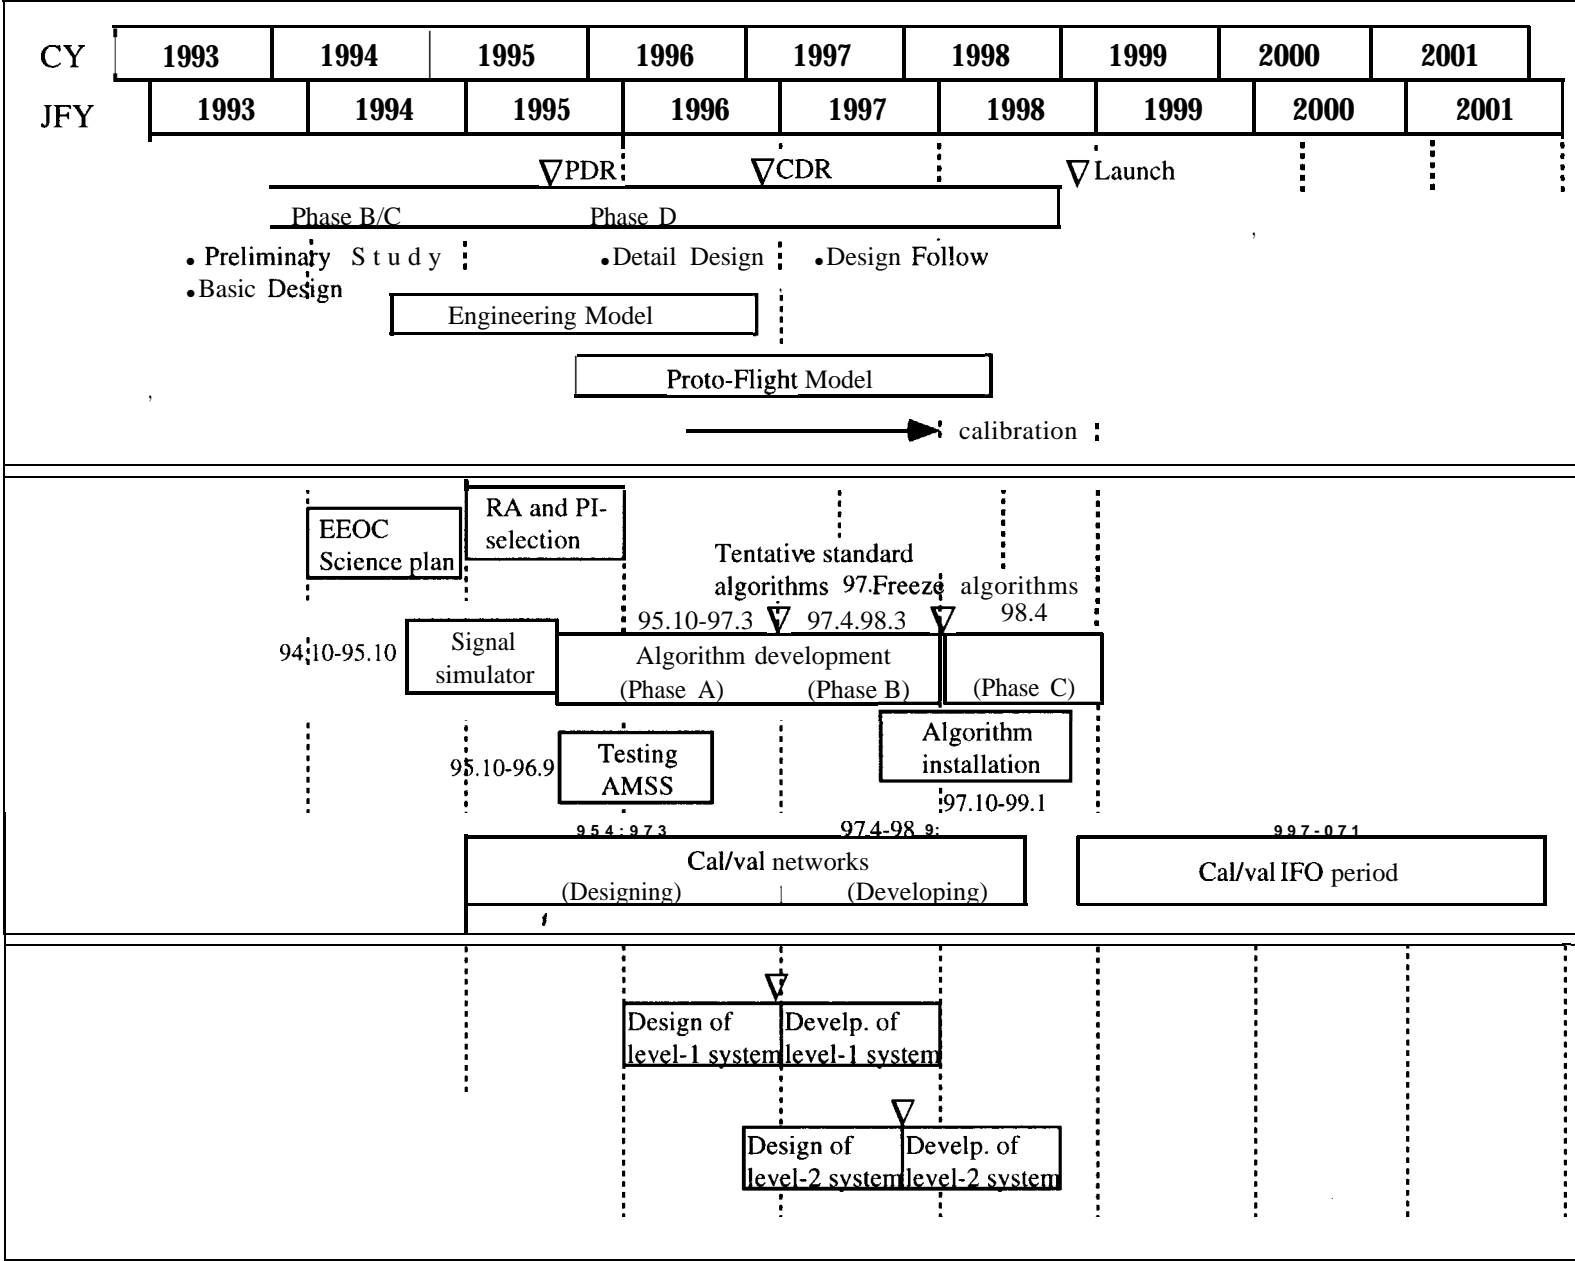 CY 1993 1994 1995 1996 1997 1998 1999 2000 2001
JFY 1993 1994 1995 1996 1997 1998 1999 2000 2001
PDR CDR Launch
Phase B/C Phase D
• Preliminary Study •Detail Design •Design Follow
•Basic Design
Engineering Model
Proto-Flight Model
calibration
EEOC
Science plan
RA and PI-
selection
Tentative standard
algorithms 97. Freeze algorithms
95.10-97.3 97.4.98.3 98.4
94.10-95.10
Signal
simulator
Algorithm development
(Phase A) (Phase B) (Phase C)
95.10-96.9
Testing
AMSS
Algorithm
installation
97.10-99.1
954:973 97.4-98 9: 997-071
Cal/val networks
(Designing) (Developing)
Cal/val IFO period
Design of
level-1 system
Develp. of
level-1 system
Design of
level-2 system
Develp. of
level-2 system